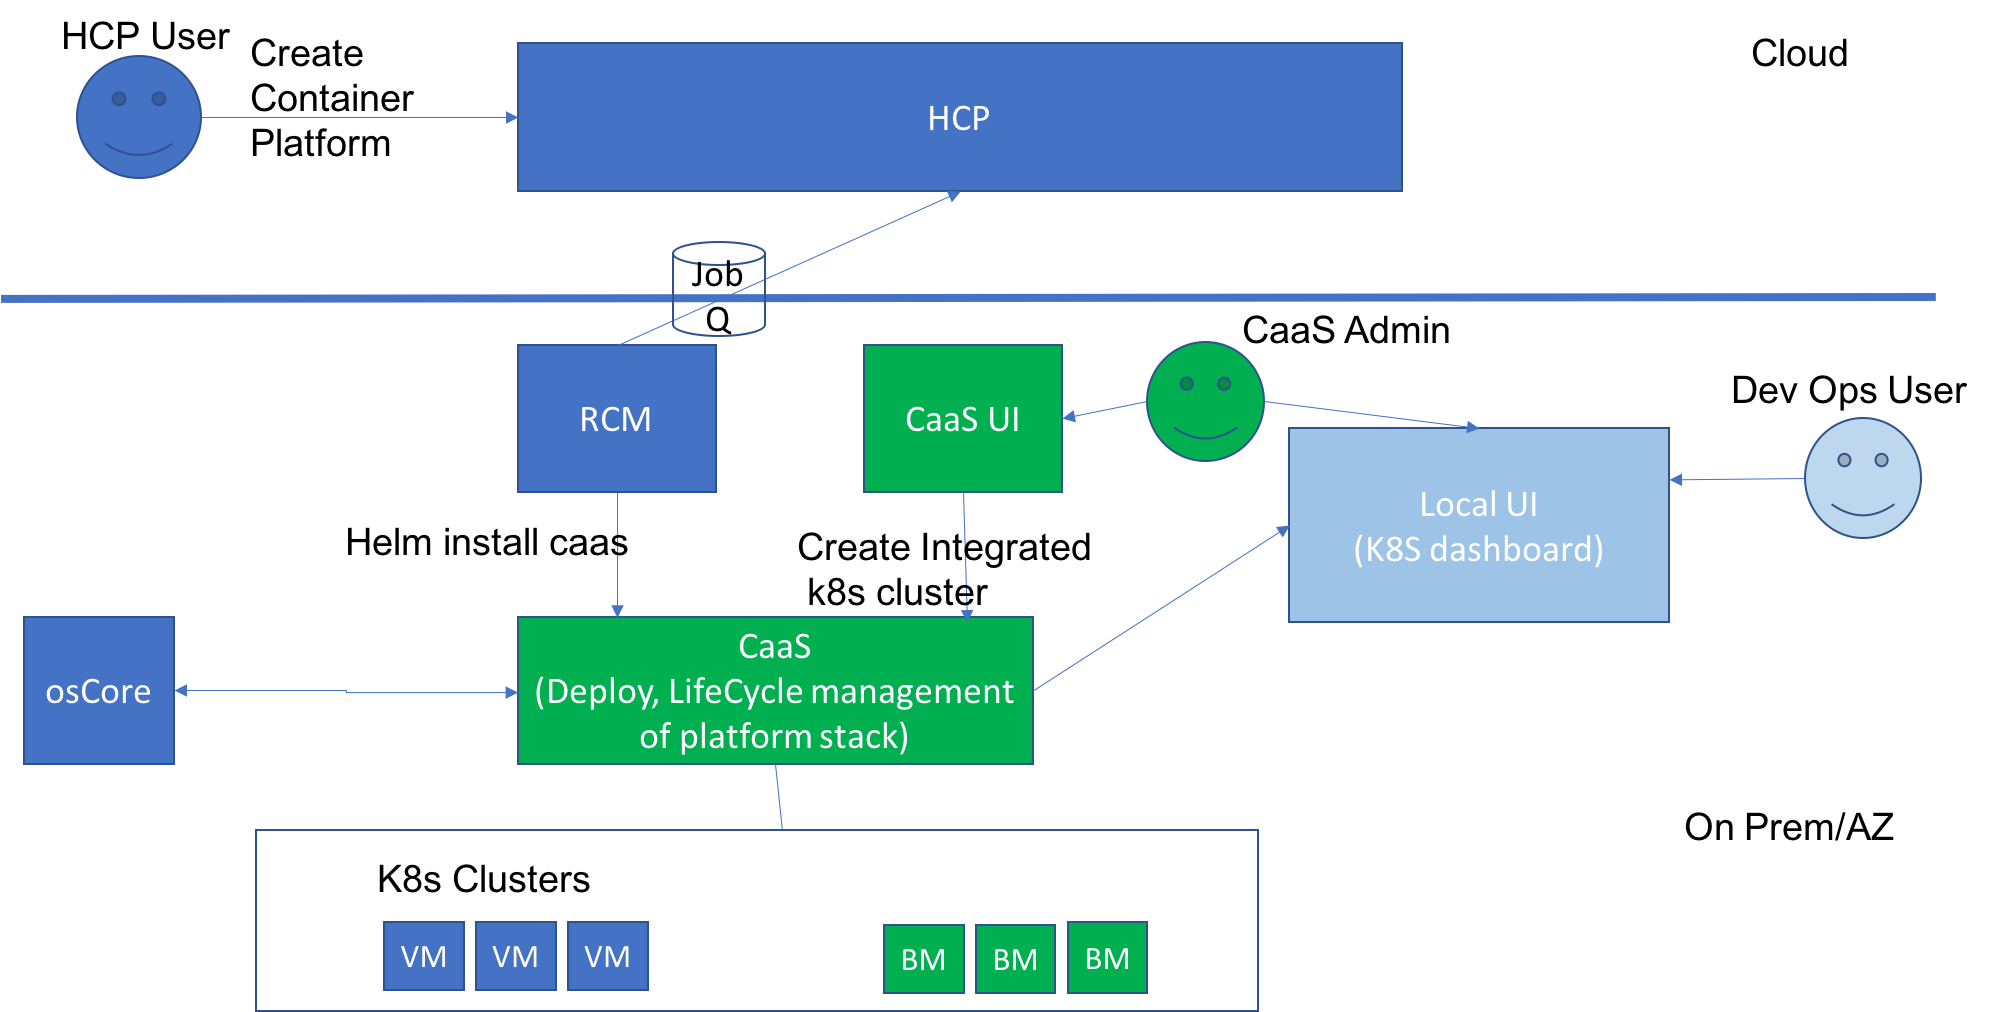 HCP User
Create
Container
Platform
HCP
Cloud
Job
Q
CaaS Admin
Dev Ops User
RCM
CaaS UI
Local UI
(K8S dashboard)
Helm install caas
Create Integrated
k8s cluster
osCore
CaaS
(Deploy, LifeCycle management
of platform stack)
On Prem/AZ
K8s Clusters
VM
VM
VM
BM
BM
BM